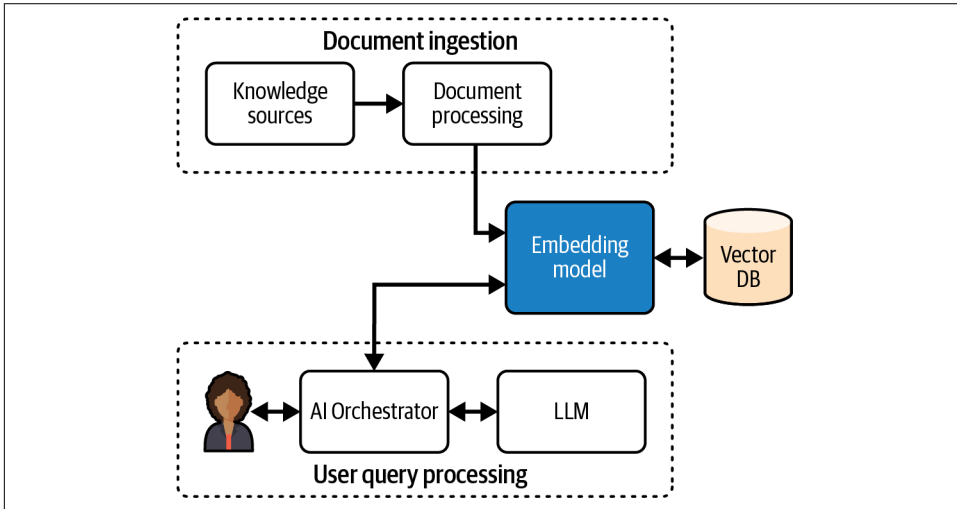 Document ingestion
Knowledge
sources
Document
processing
Embedding
model
Vector
DB
AI Orchestrator
LLM
User query processing